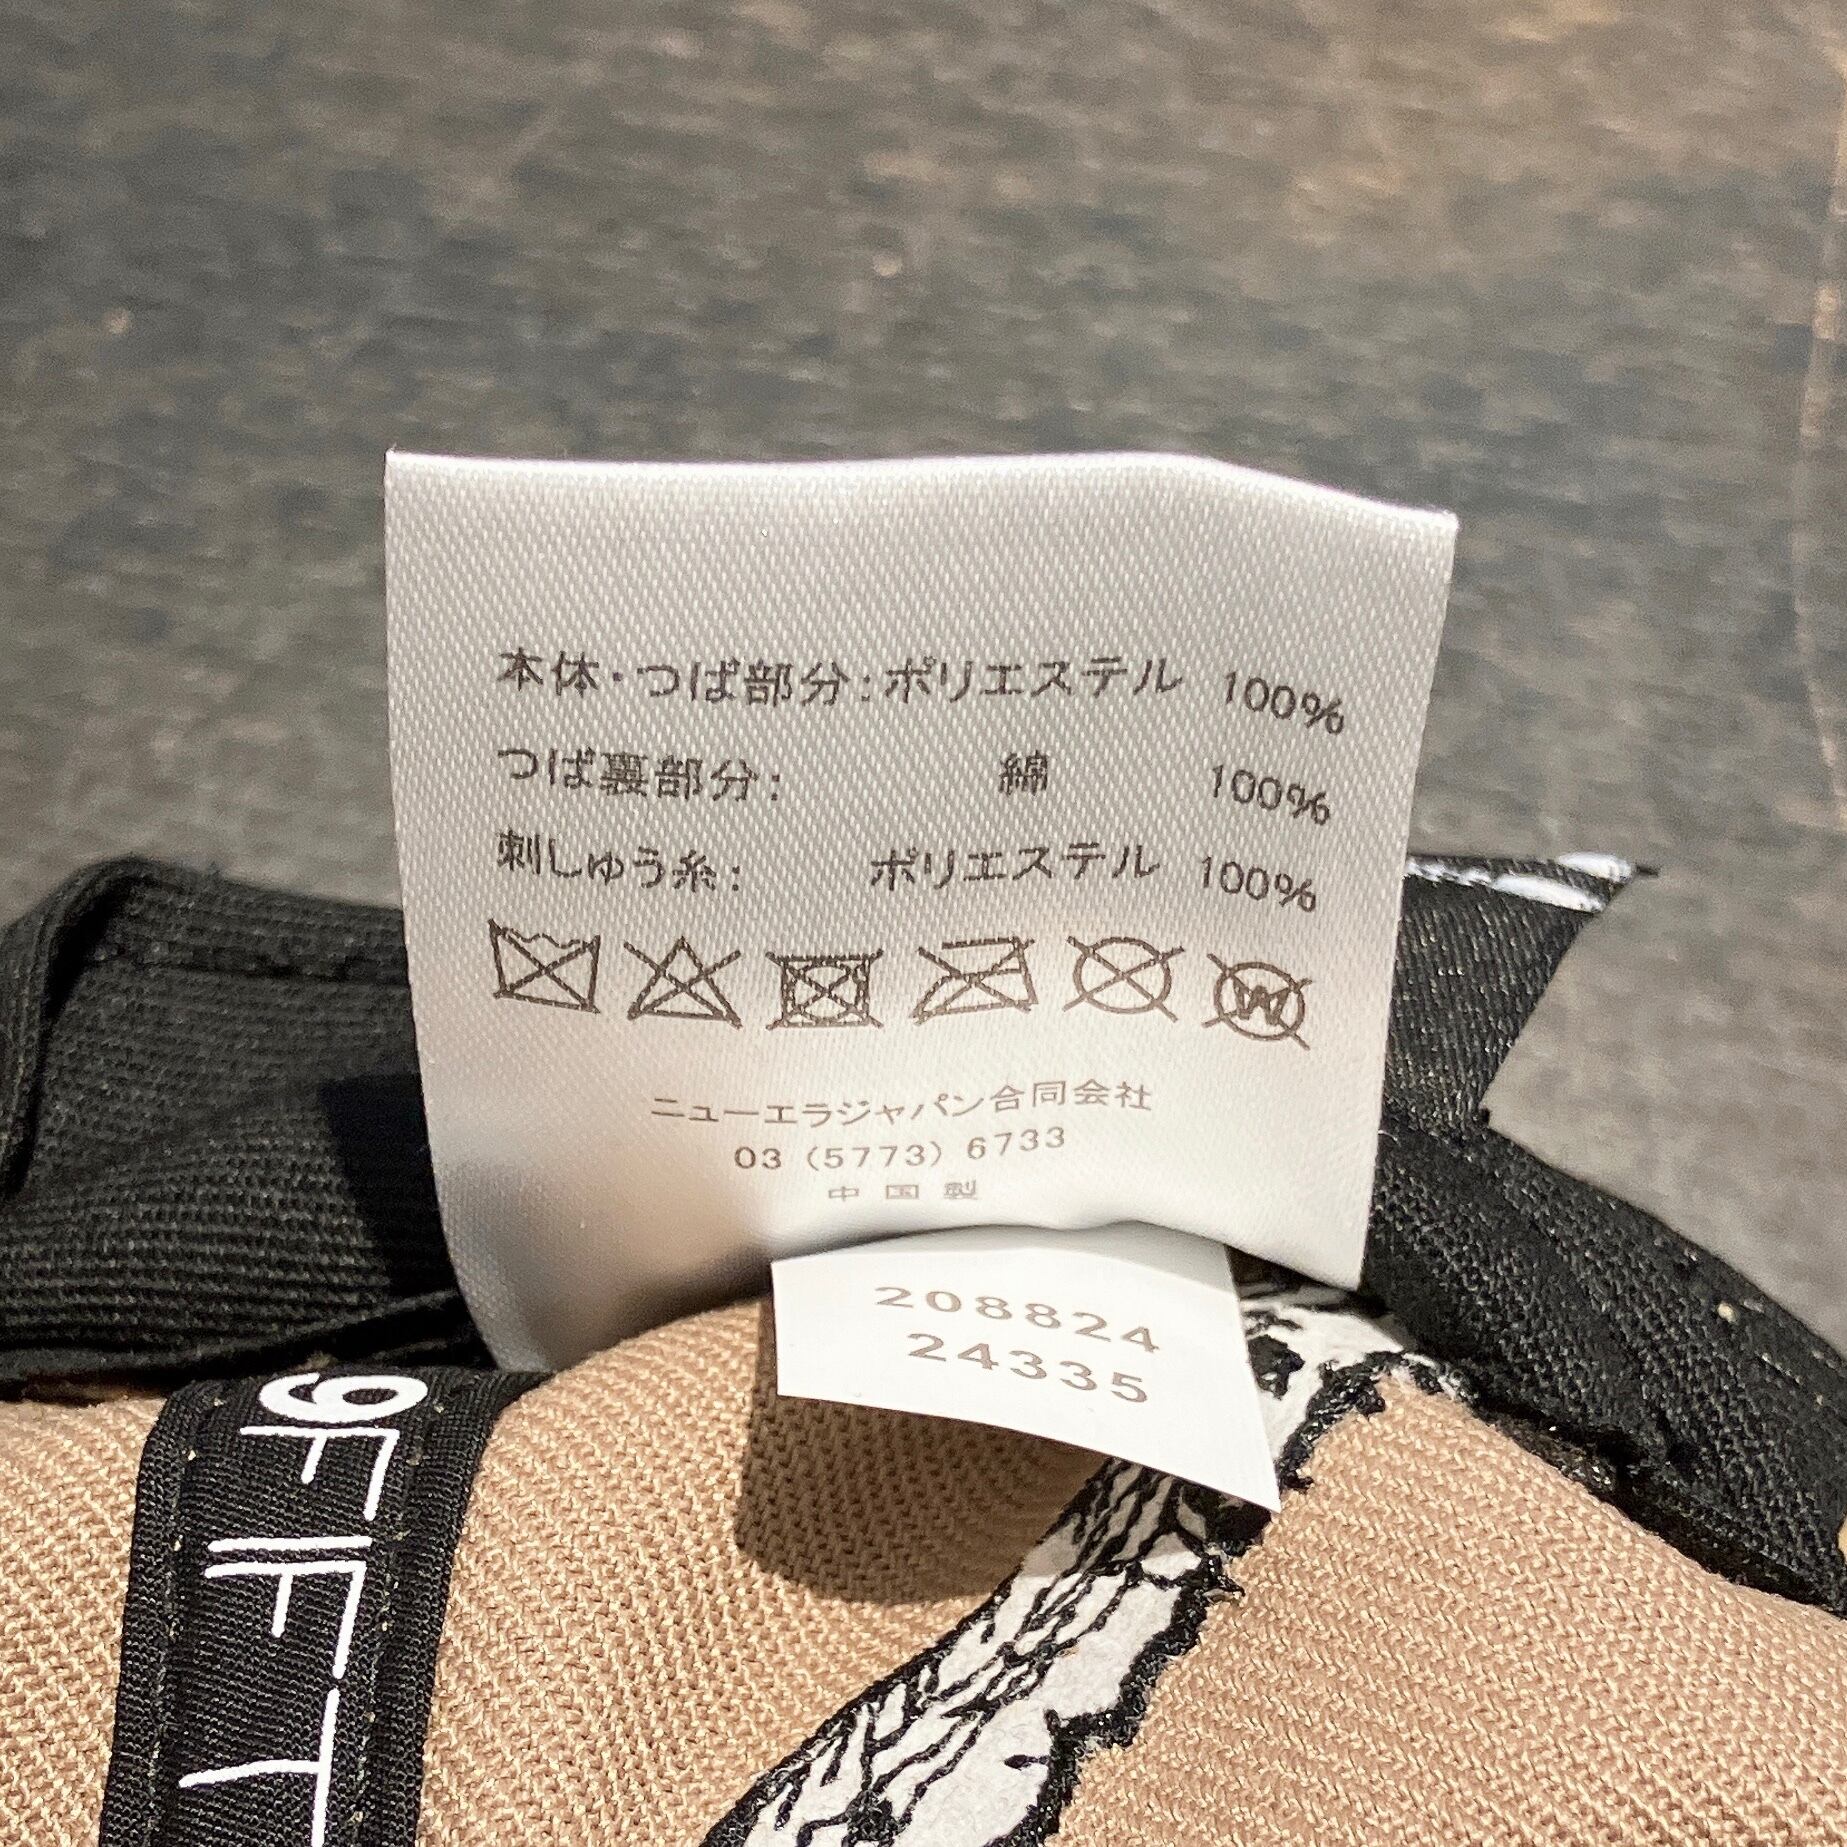 本体・つば部分:ポリエステル 100%
つば裏部分: 綿 100%
刺しゅう糸: ポリエステル 100%
W
ニューエラジャパン合同会社
03 (5773) 6733
中国製
208824
24335
9FIFT